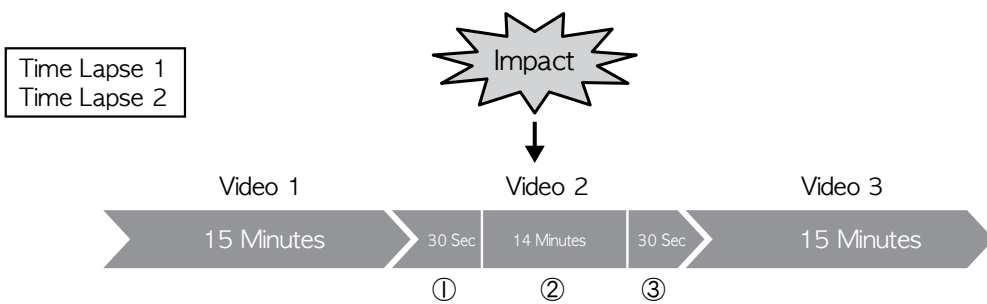 Impact
Time Lapse 1
Time Lapse 2
Video 1
Video 2
Video 3
15 Minutes
30 Sec
14 Minutes
30 Sec
15 Minutes
①
②
③